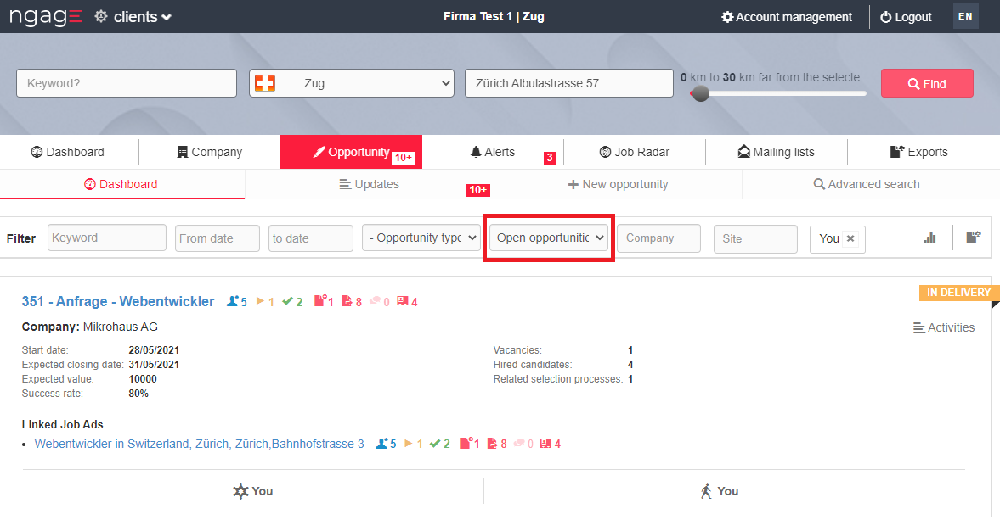 ngage clients Firma Test 1 | Zug Account management Logout EN
Keyword? Zug Zürich Albulastrasse 57 0 km to 30 km far from the selecte... Find
Dashboard Company Opportunity 10+ Alerts 3 Job Radar Mailing lists Exports
Dashboard Updates 10+ New opportunity Advanced search
Filter Keyword From date to date - Opportunity type Open opportunitie Company Site You ×
351 - Anfrage - Webentwickler 5 1 2 1 8 0 4 IN DELIVERY
Company: Mikrohaus AG Activities
Start date: 28/05/2021 Vacancies: 1
Expected closing date: 31/05/2021 Hired candidates: 4
Expected value: 10000 Related selection processes: 1
Success rate: 80%
Linked Job Ads
• Webentwickler in Switzerland, Zürich, Zürich,Bahnhofstrasse 3 5 1 2 1 8 0 4
You You